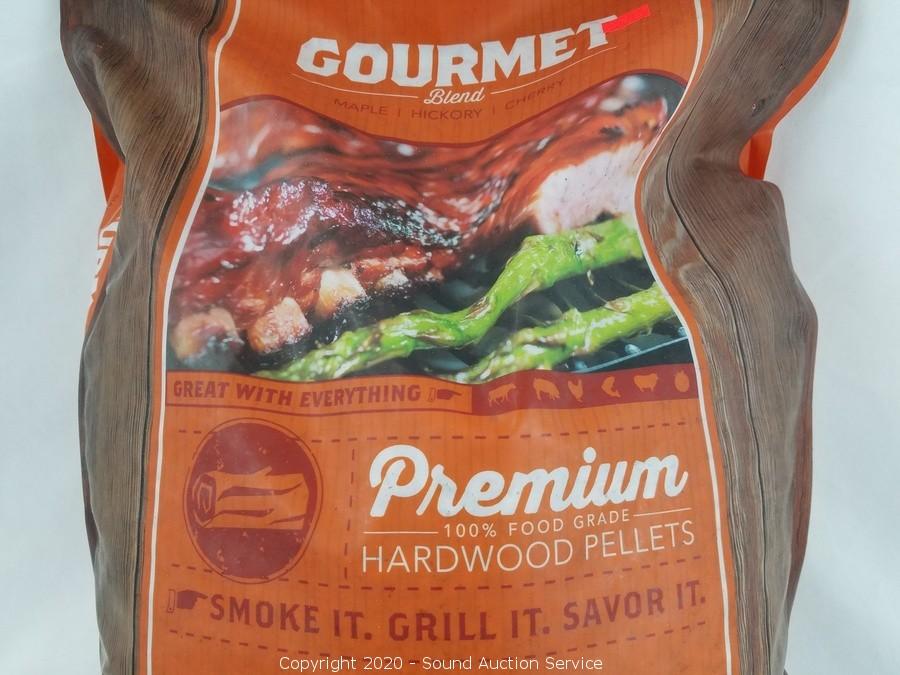 GOURMET
Blend
MAPLE | HICKORY | CHERRY
GREAT WITH EVERYTHING
Premium
100% FOOD GRADE
HARDWOOD PELLETS
SMOKE IT. GRILL IT. SAVOR IT.
Copyright 2020 - Sound Auction Service